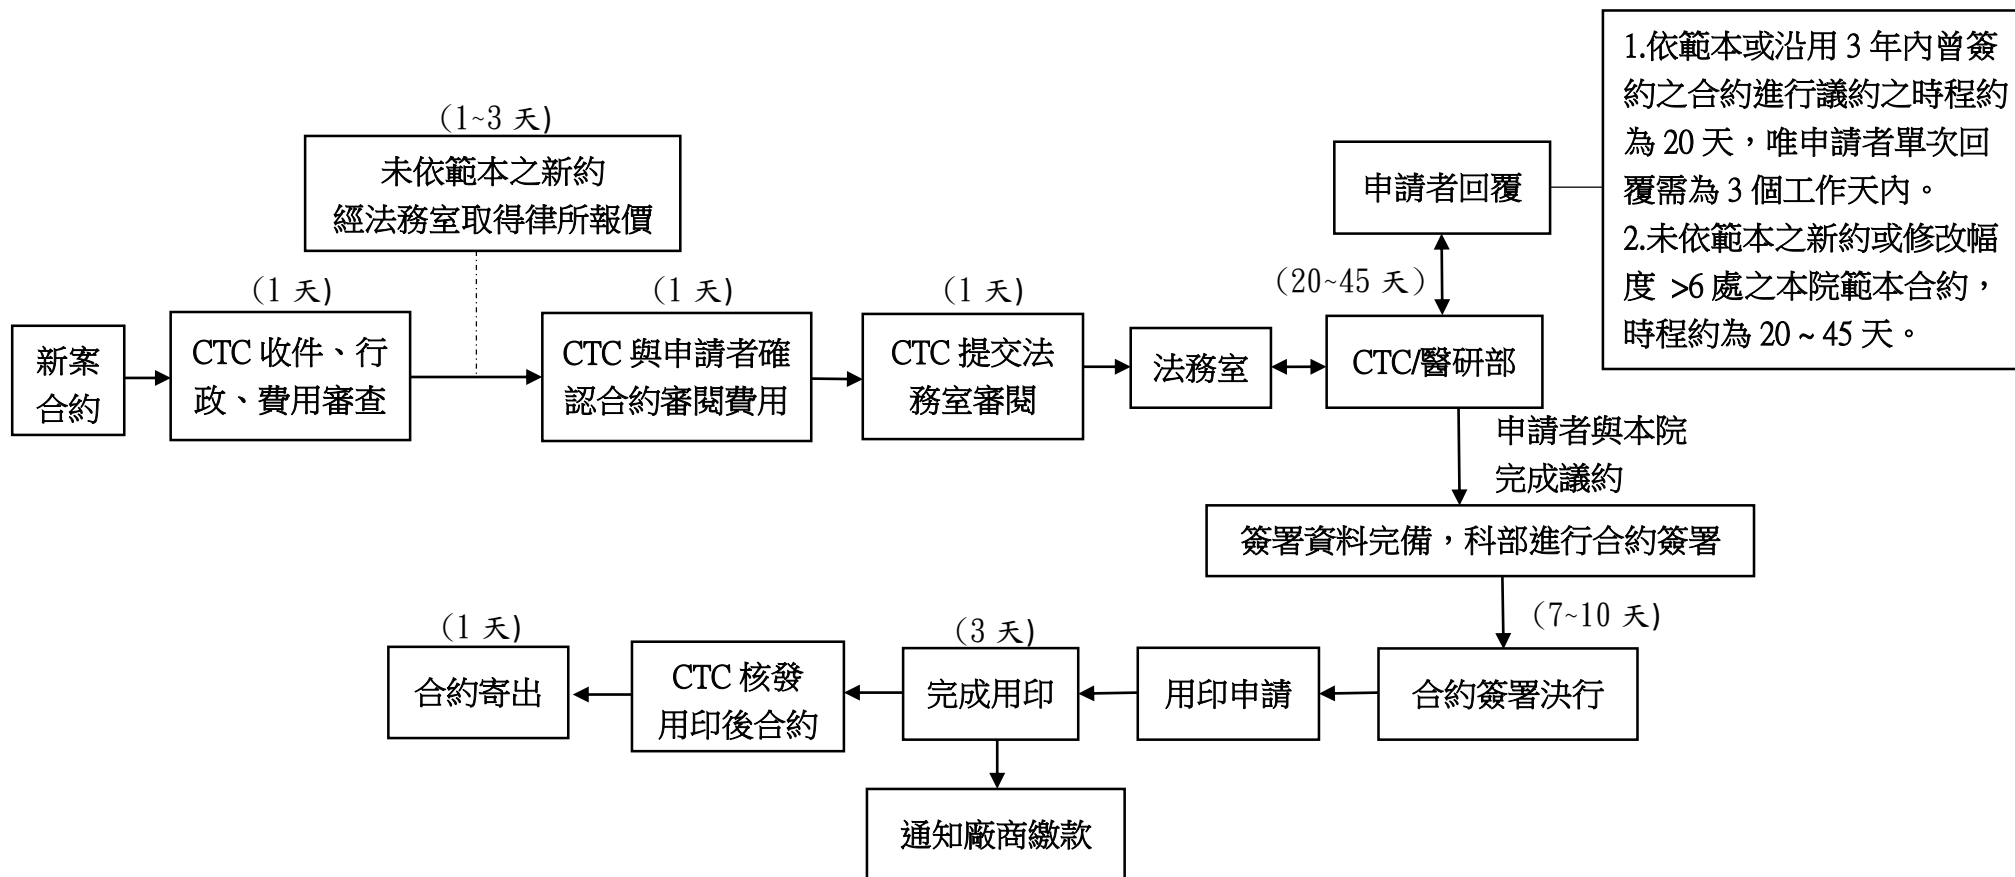 1.依範本或沿用 3 年內曾簽
約之合約進行議約之時程約
為 20 天，唯申請者單次回
覆需為 3 個工作天內。
2.未依範本之新約或修改幅
度 >6 處之本院範本合約，
時程約為 20 ~ 45 天。
（1~3 天)
未依範本之新約
經法務室取得律所報價
申請者回覆
（20~45 天）
（1 天)
（1 天)
（1 天)
新案
合約
CTC 收件、行
政、費用審查
CTC 與申請者確
認合約審閱費用
CTC 提交法
務室審閱
法務室
CTC/醫研部
申請者與本院
完成議約
簽署資料完備，科部進行合約簽署
（7~10 天)
合約簽署決行
用印申請
（3 天)
完成用印
CTC 核發
用印後合約
（1 天)
合約寄出
通知廠商繳款